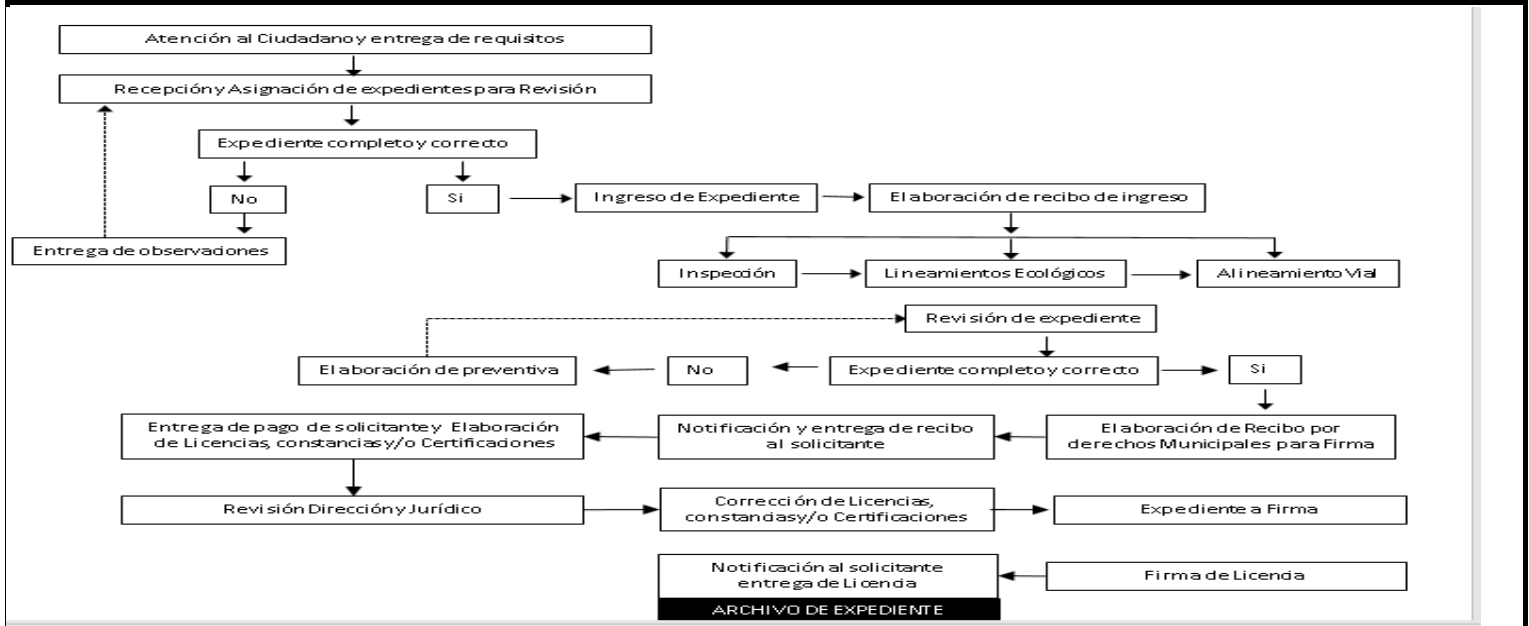 Atención al Ciudadano y entrega de requisitos
Recepción y Asignación de expedientes para Revisión
Expediente completo y correcto
No
Si
Ingreso de Expediente
Elaboración de recibo de ingreso
Entrega de observaciones
Inspección
Lineamientos Ecológicos
Alineamiento Vial
Revisión de expediente
Elaboración de preventiva
No
Expediente completo y correcto
Si
Entrega de pago de solicitante y Elaboración
de Licencias, constancias y/o Certificaciones
Notificación y entrega de recibo
al solicitante
Elaboración de Recibo por
derechos Municipales para Firma
Revisión Dirección y Jurídico
Corrección de Licencias,
constancias y/o Certificaciones
Expediente a Firma
Notificación al solicitante
entrega de Licencia
Firma de Licencia
ARCHIVO DE EXPEDIENTE